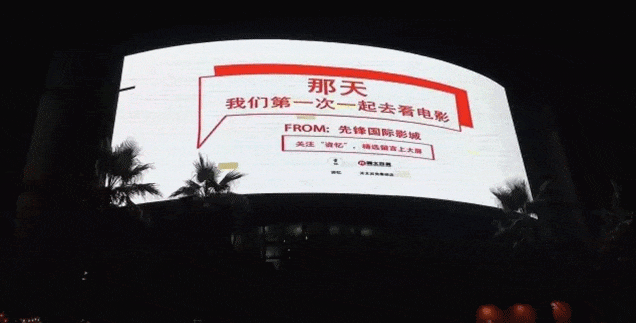 那天
我们第一次一起去看电影
FROM: 先锋国际影城
关注“谊忆”，精选留言上大屏